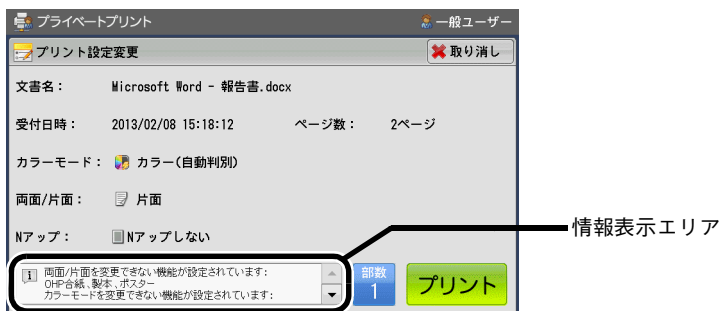 プライベートプリント
一般ユーザー
プリント設定変更
取り消し
文書名：　Microsoft Word - 報告書.docx
受付日時：　2013/02/08 15:18:12　ページ数：　2ページ
カラーモード：　カラー(自動判別)
両面/片面：　片面
Nアップ：　Nアップしない
情報表示エリア
両面/片面を変更できない機能が設定されています：
OHP合紙、製本、ポスター
カラーモードを変更できない機能が設定されています：
部数
1
プリント